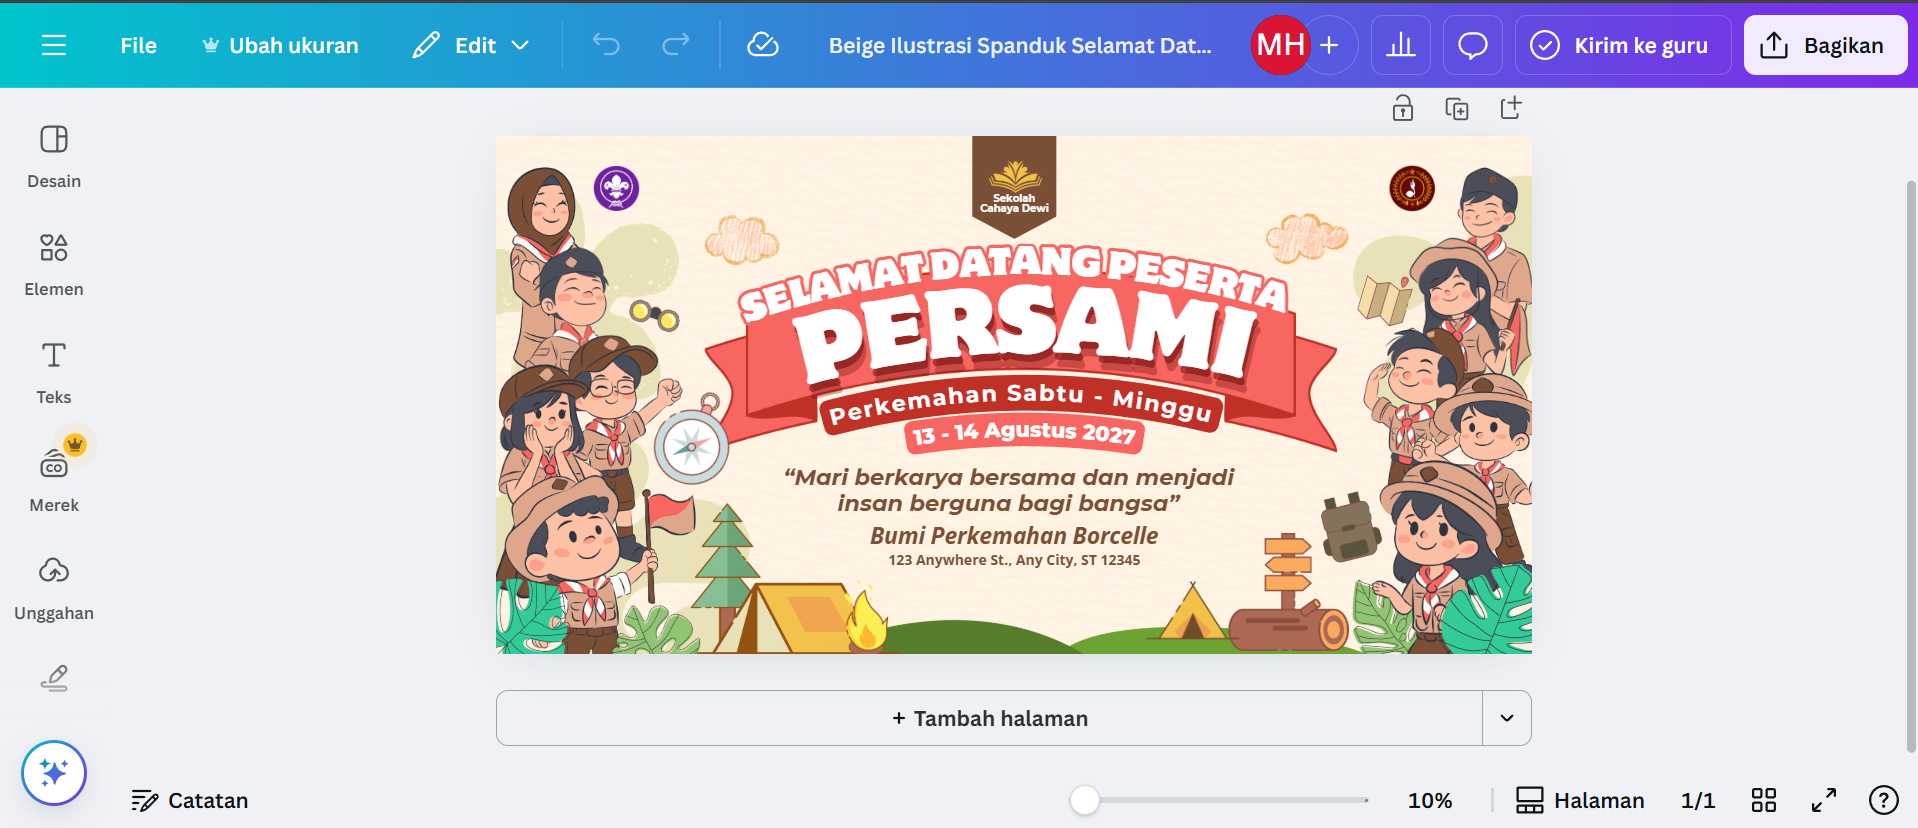 File
Ubah ukuran
Edit
Beige Ilustrasi Spanduk Selamat Dat...
MH
Kirim ke guru
Bagikan
Desain
Elemen
Teks
CO
Merek
Unggahan
Sekolah
Cahaya Dewi
SELAMAT DATANG PESERTA
PERSAMI
Perkemahan Sabtu - Minggu
13 - 14 Agustus 2027
“Mari berkarya bersama dan menjadi
insan berguna bagi bangsa”
Bumi Perkemahan Borcelle
123 Anywhere St., Any City, ST 12345
+ Tambah halaman
Catatan
10%
Halaman
1/1